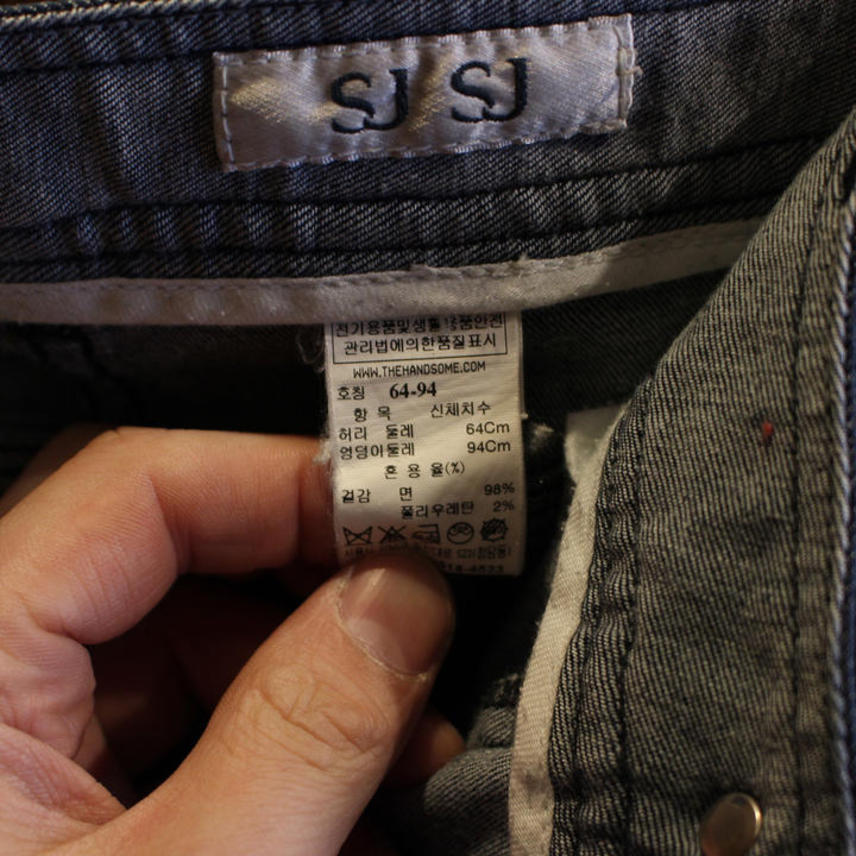 SJ SJ
전기용품및생활용품안전
관리법에의한품질표시
WWW.THEHANDSOME.COM
호칭 64-94
항 목 신체치수
허리 둘레 64Cm
엉덩이둘레 94Cm
혼 용 율(%)
겉감 면 98%
폴리우레탄 2%